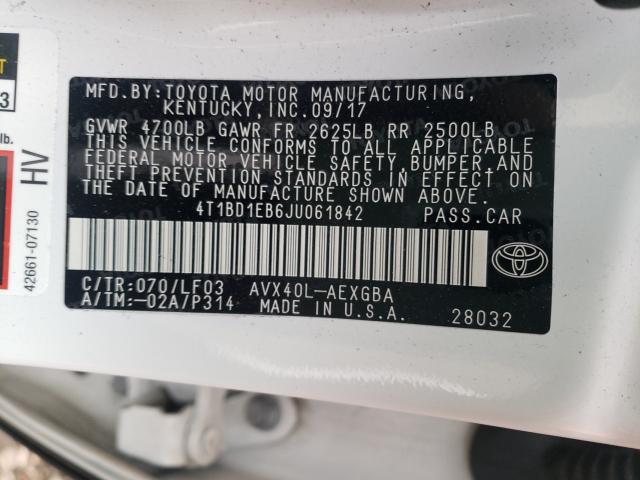 MFD.BY:TOYOTA MOTOR MANUFACTURING,
KENTUCKY, INC.09/17
GVWR 4700LB GAWR FR 2625LB RR 2500LB
THIS VEHICLE CONFORMS TO ALL APPLICABLE
FEDERAL MOTOR VEHICLE SAFETY, BUMPER, AND
THEFT PREVENTION STANDARDS IN EFFECT ON
THE DATE OF MANUFACTURE SHOWN ABOVE.
4T1BD1EB6JU061842 PASS.CAR
C/TR:070/LF03 AVX40L-AEXGBA
A/TM:-02A/P314 MADE IN U.S.A. 28032
3
lb.
HV
42661-07130